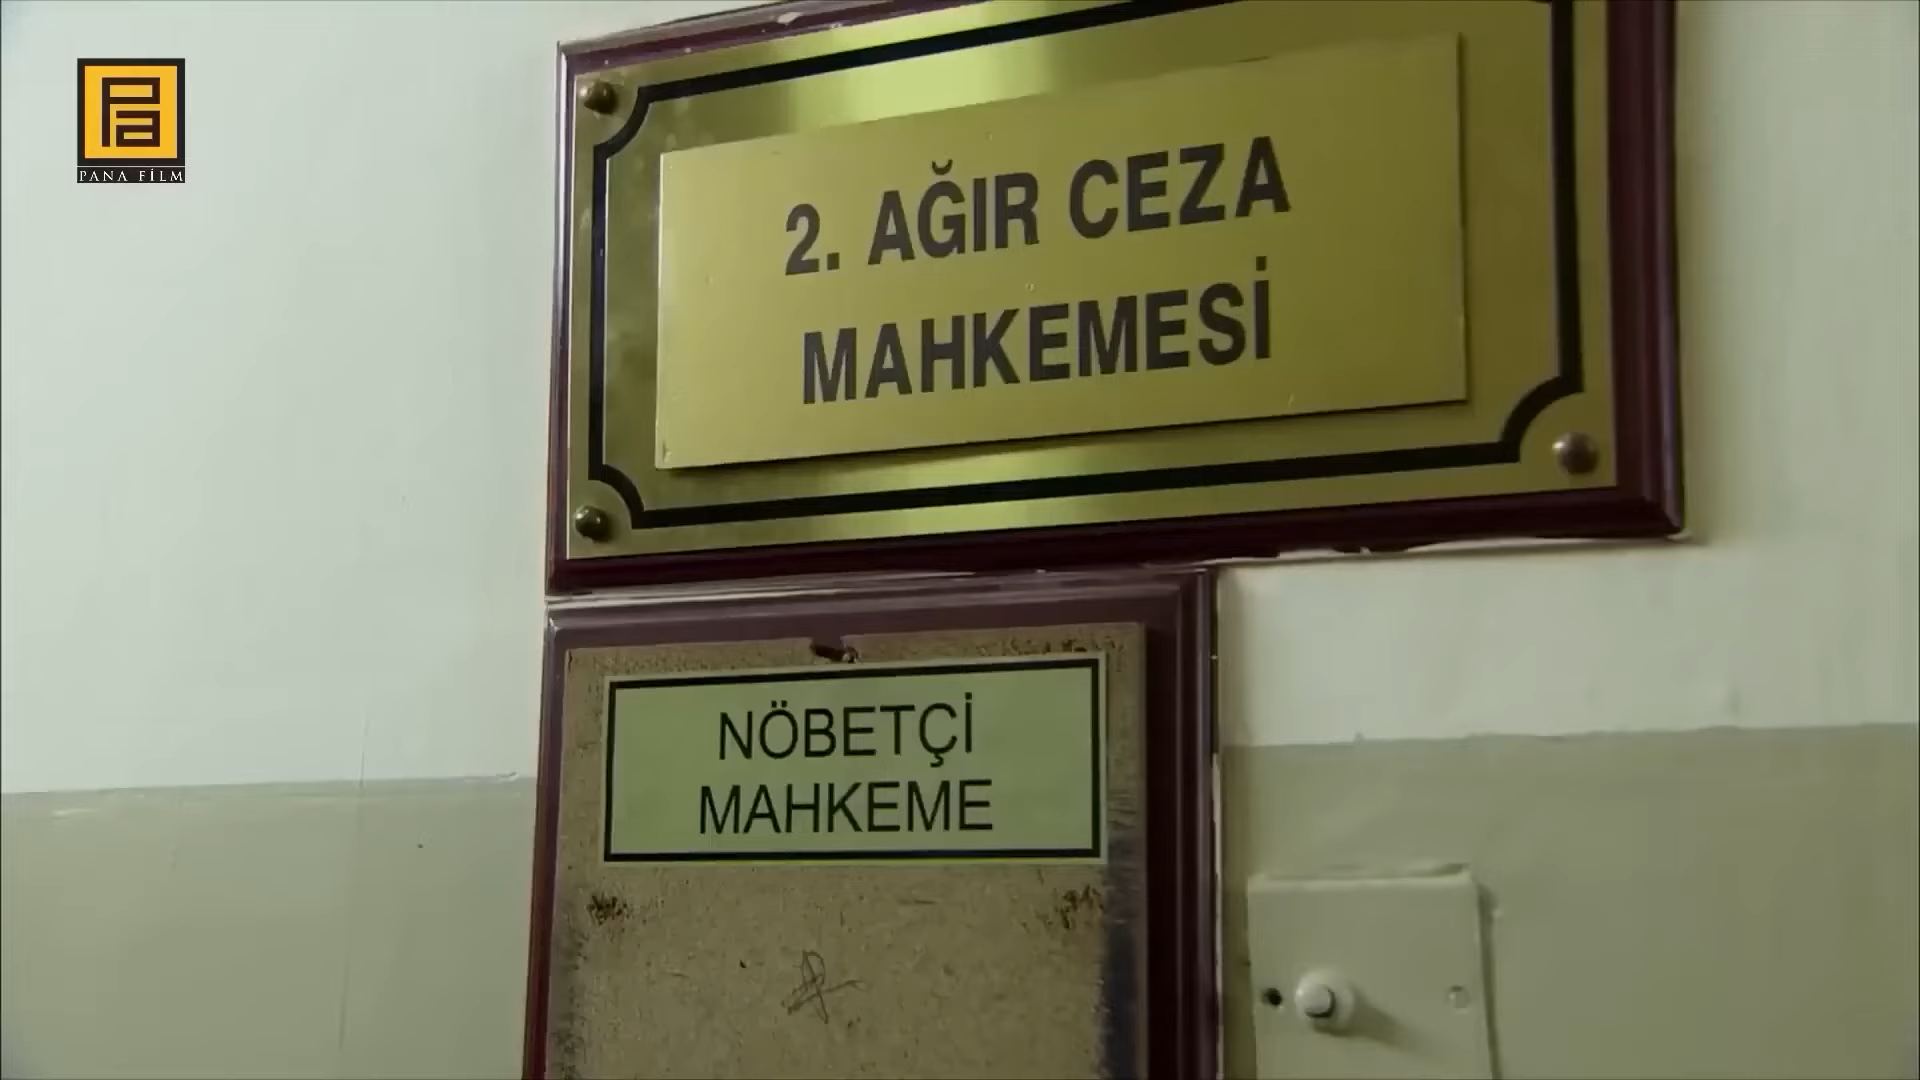 PANA FİLM
2. AĞIR CEZA
MAHKEMESİ
NÖBETÇİ
MAHKEME